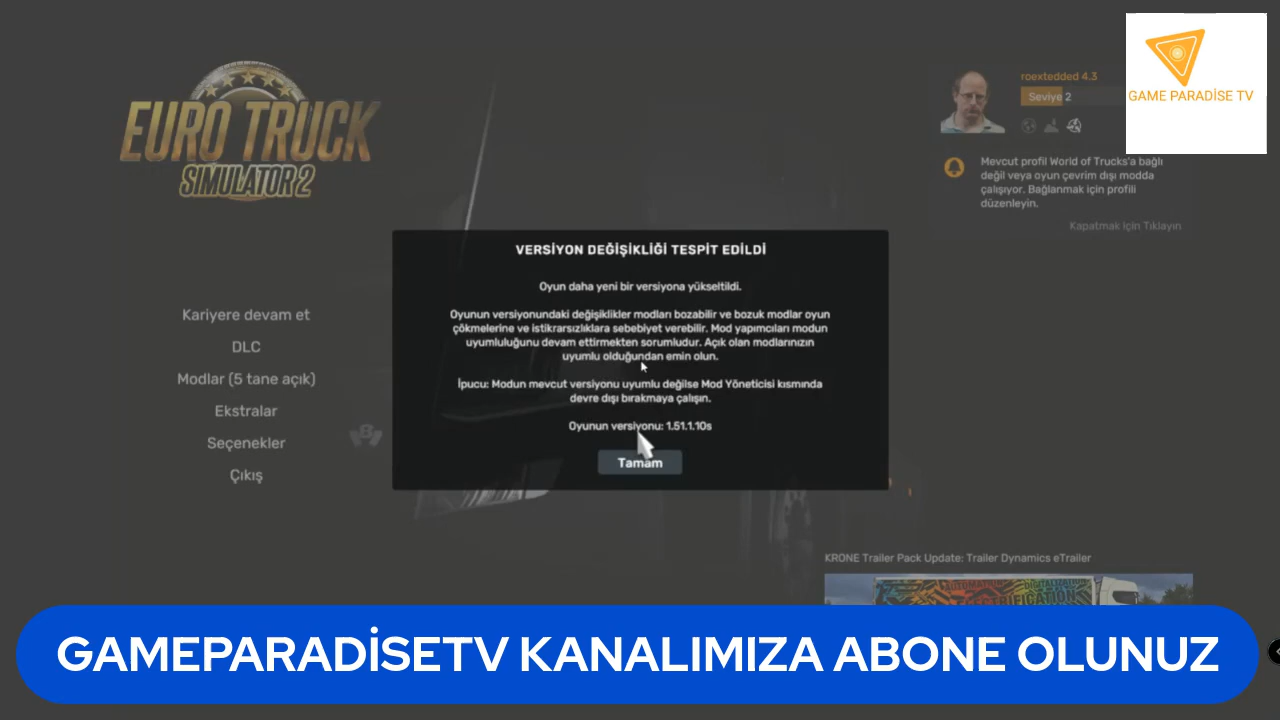 EURO TRUCK
SIMULATOR 2
roextedded 4.3
Seviye 2
GAME PARADİSE TV
Mevcut profil World of Trucks'a bağlı
değil veya oyun çevrim dışı modda
çalışıyor. Bağlanmak için profili
düzenleyin.
Kapatmak İçin Tıklayın
VERSİYON DEĞİŞİKLİĞİ TESPİT EDİLDİ
Oyun daha yeni bir versiyona yükseltildi.
Oyunun versiyonundaki değişiklikler modları bozabilir ve bozuk modlar oyun
çökmelerine ve istikrarsızlıklara sebebiyet verebilir. Mod yapımcıları modun
uyumluluğunu devam ettirmekten sorumludur. Açık olan modlarınızın
uyumlu olduğundan emin olun.
İpucu: Modun mevcut versiyonu uyumlu değilse Mod Yöneticisi kısmında
devre dışı bırakmaya çalışın.
Oyunun versiyonu: 1.51.1.10s
Tamam
Kariyere devam et
DLC
Modlar (5 tane açık)
Ekstralar
Seçenekler
Çıkış
KRONE Trailer Pack Update: Trailer Dynamics eTrailer
AUTOMATION
DIGITALIZATION
ELECTRIFICATION
GAMEPARADİSETV KANALIMIZA ABONE OLUNUZ